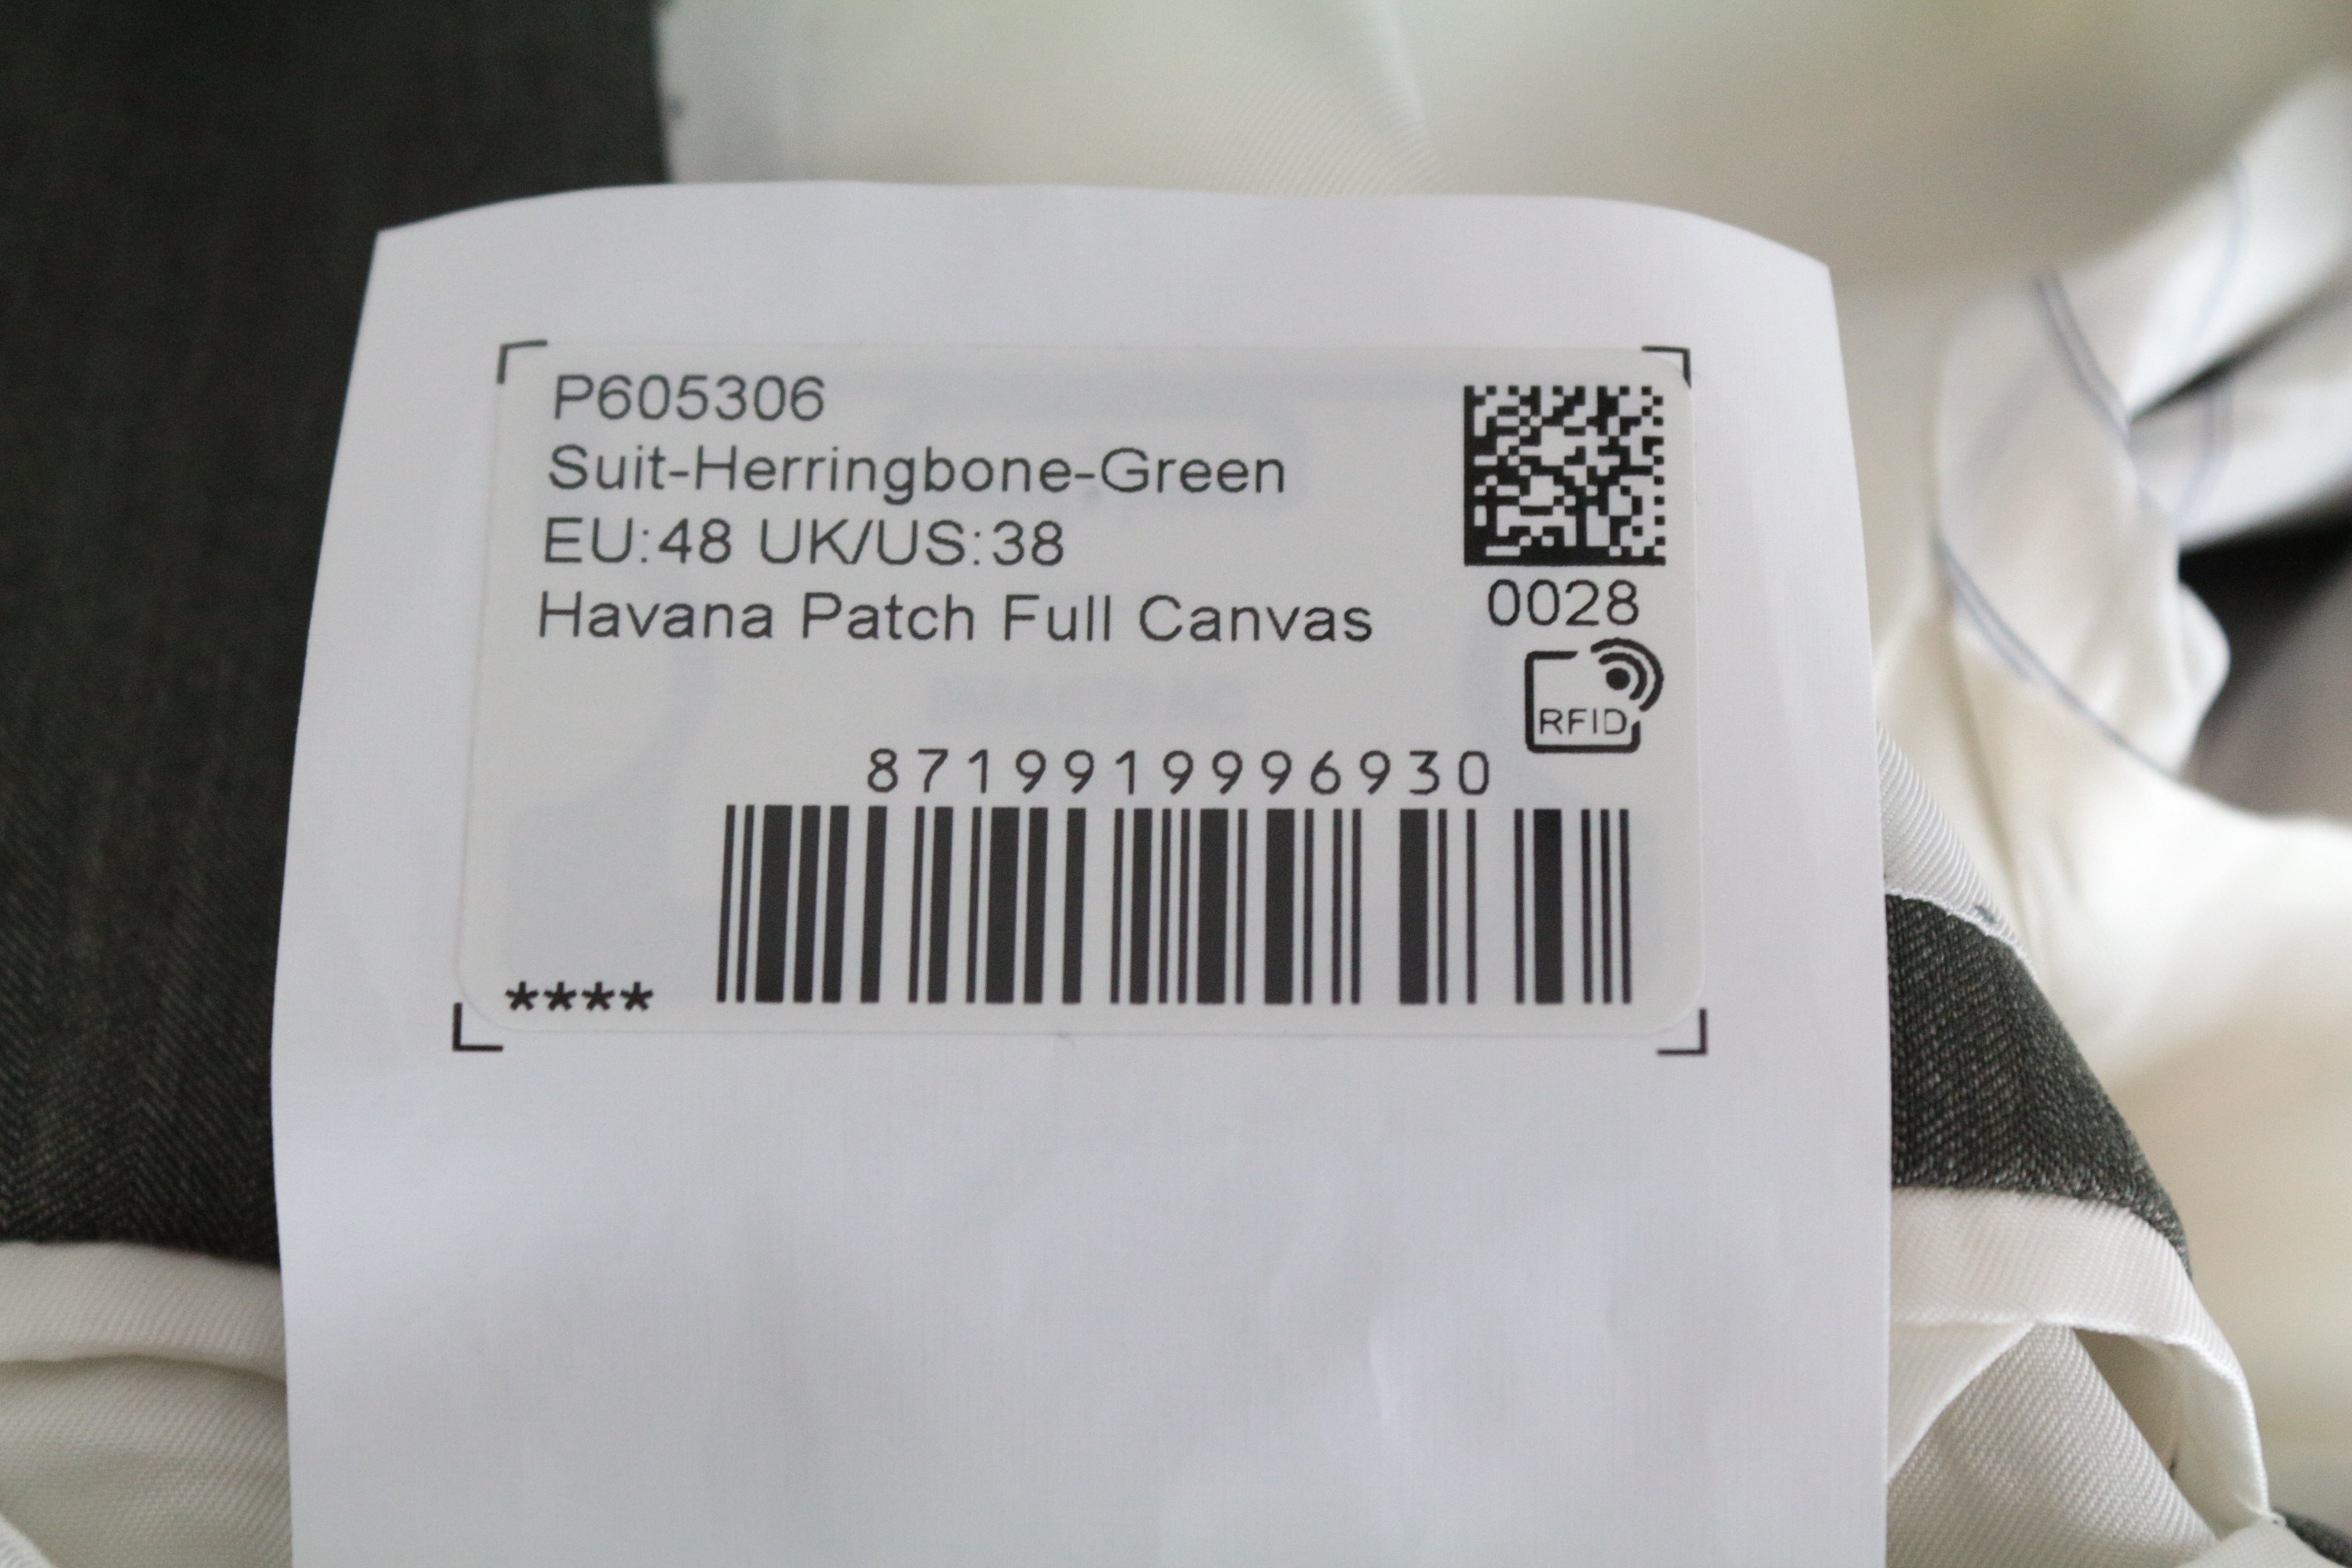 P605306
Suit-Herringbone-Green
EU:48 UK/US:38
Havana Patch Full Canvas
0028
RFID
8719919996930
****